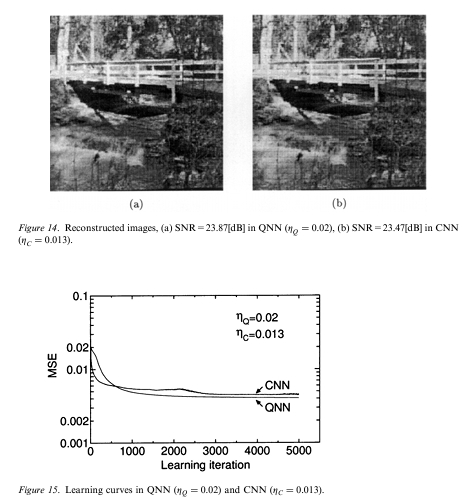 (a)
(b)
Figure 14. Reconstructed images, (a) SNR = 23.87[dB] in QNN (η_Q = 0.02), (b) SNR = 23.47[dB] in CNN
(η_C = 0.013).
0.1
η_Q=0.02
η_C=0.013
0.02
0.01
MSE
CNN
QNN
0.002
0.001
0
1000
2000
3000
4000
5000
Learning iteration
Figure 15. Learning curves in QNN (η_Q = 0.02) and CNN (η_C = 0.013).